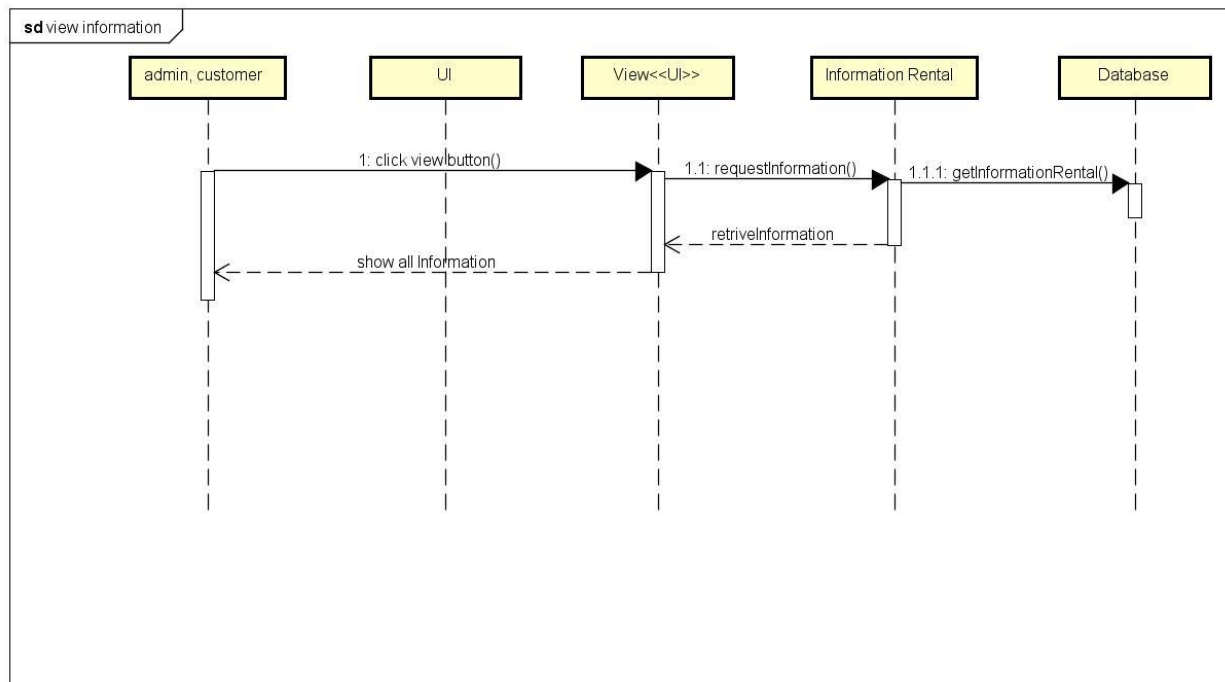 sd view information
admin, customer
UI
View<<UI>>
Information Rental
Database
1: click view button()
1.1: requestInformation()
1.1.1: getInformationRental()
retriveInformation
show all Information